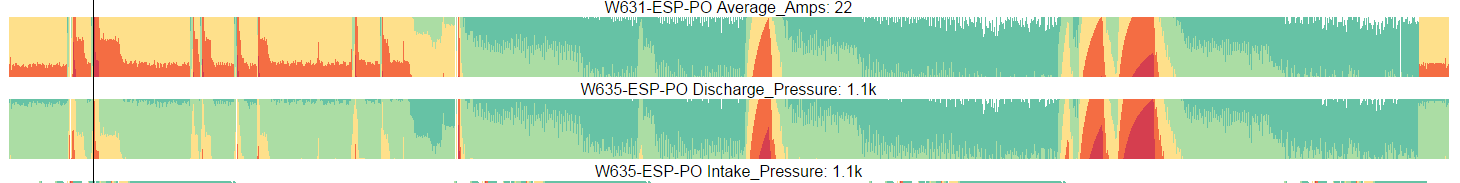 W631-ESP-PO Average_Amps: 22
W635-ESP-PO Discharge_Pressure: 1.1k
W635-ESP-PO Intake_Pressure: 1.1k